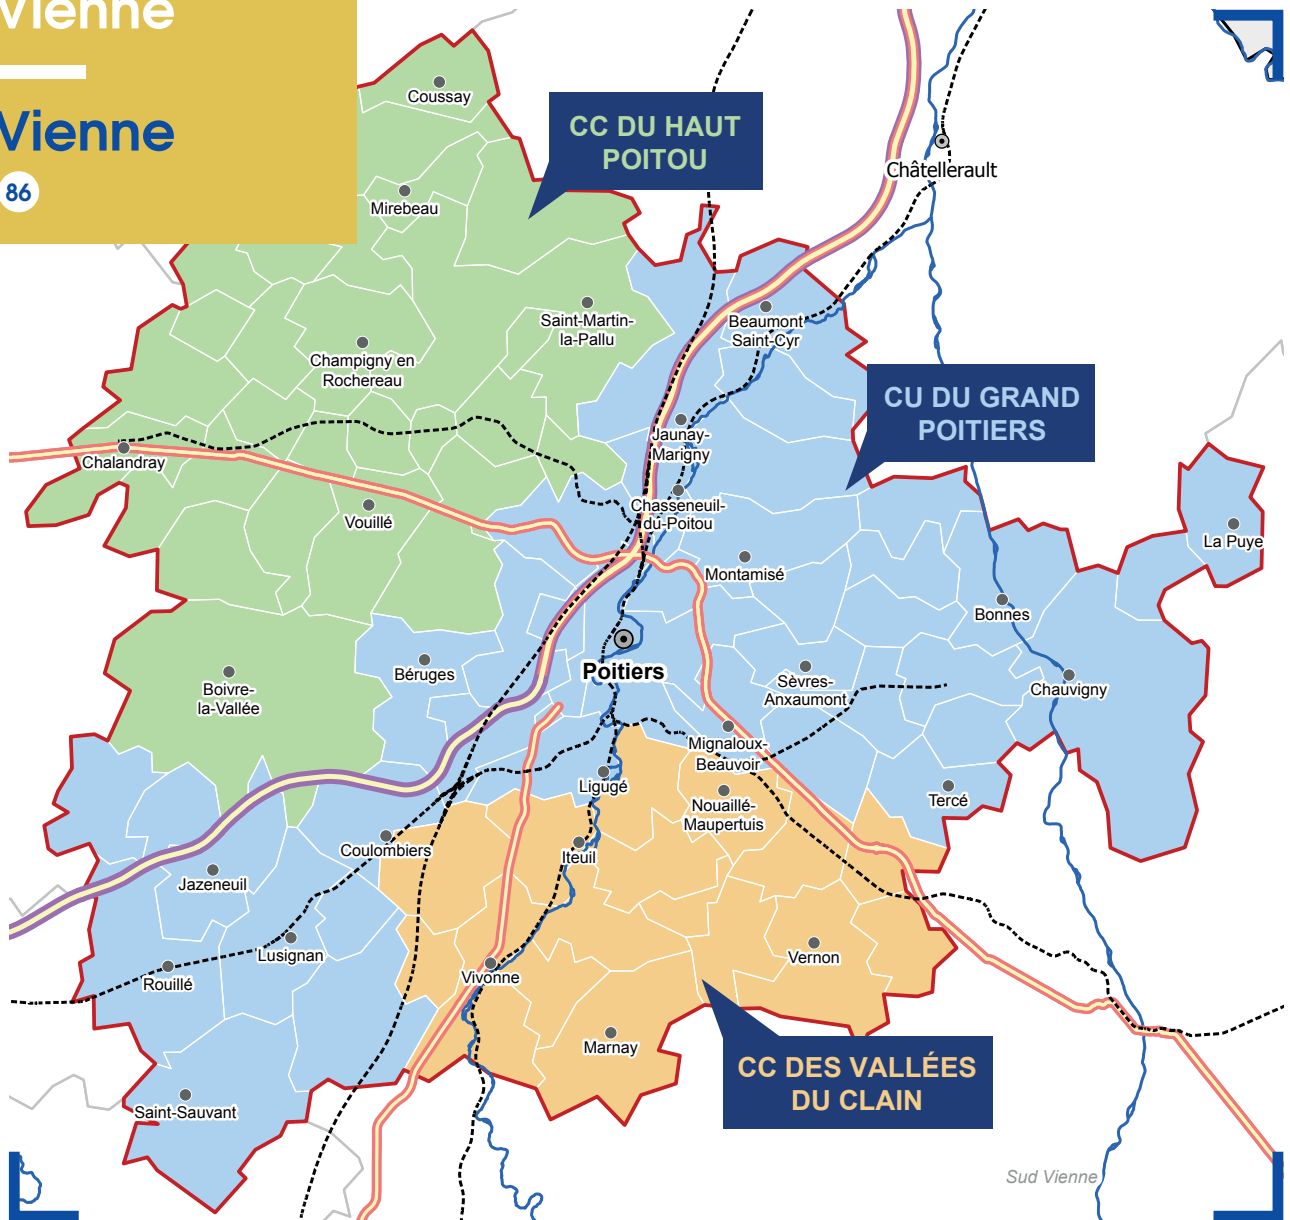 Vienne
Vienne
86
Coussay
CC DU HAUT
POITOU
Châtellerault
Mirebeau
Saint-Martin-
la-Pallu
Beaumont
Saint-Cyr
Champigny en
Rochereau
CU DU GRAND
POITIERS
Jaunay-
Marigny
Chalandray
Vouillé
Chasseneuil-
du-Poitou
La Puye
Montamisé
Bonnes
Béruges
Poitiers
Sèvres-
Anxaumont
Chauvigny
Boivre-
la-Vallée
Mignaloux-
Beauvoir
Ligugé
Nouaillé-
Maupertuis
Tercé
Coulombiers
Iteuil
Jazeneuil
Lusignan
Vernon
Rouillé
Vivonne
Marnay
CC DES VALLÉES
DU CLAIN
Saint-Sauvant
Sud Vienne